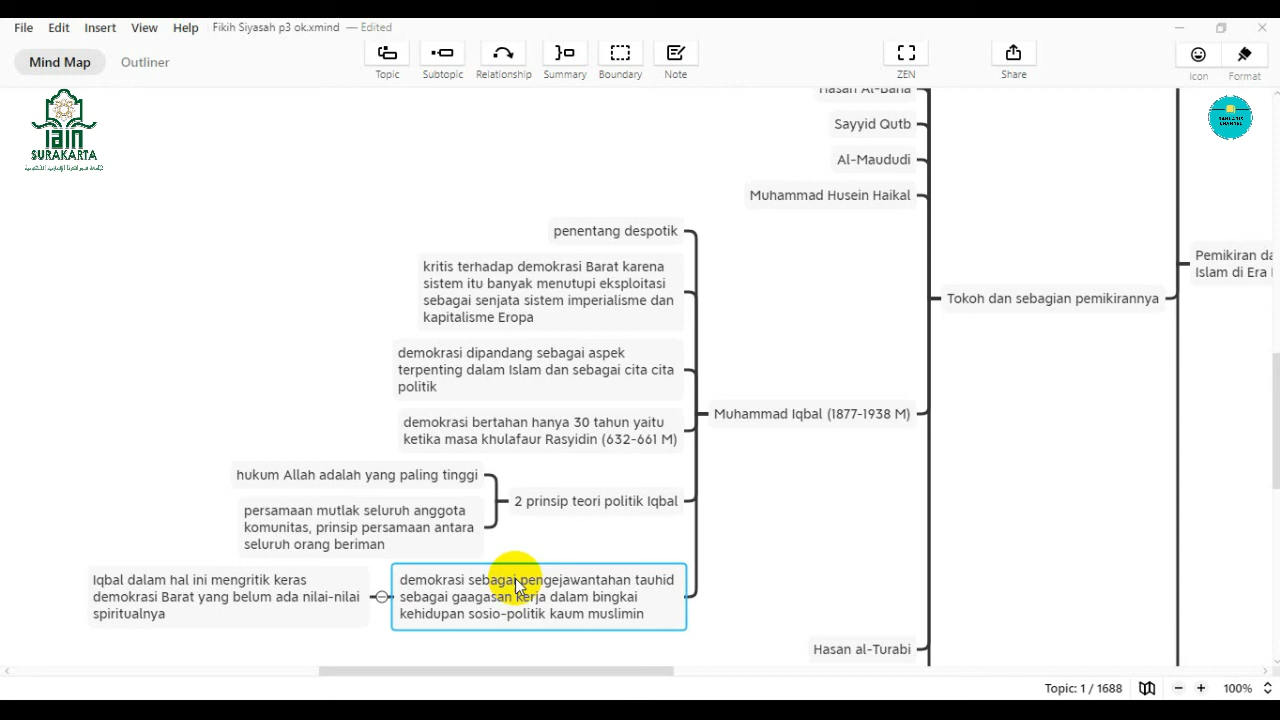 File Edit Insert View Help Fikih Siyasah p3 ok.xmind — Edited
Mind Map Outliner
Topic Subtopic Relationship Summary Boundary Note ZEN Share Icon Format
iain
SURAKARTA
CHANNEL
Hasan Al-Bana
Sayyid Qutb
Al-Maududi
Muhammad Husein Haikal
penentang despotik
kritis terhadap demokrasi Barat karena
sistem itu banyak menutupi eksploitasi
sebagai senjata sistem imperialisme dan
kapitalisme Eropa
demokrasi dipandang sebagai aspek
terpenting dalam Islam dan sebagai cita cita
politik
demokrasi bertahan hanya 30 tahun yaitu
ketika masa khulafaur Rasyidin (632-661 M)
hukum Allah adalah yang paling tinggi
persamaan mutlak seluruh anggota
komunitas, prinsip persamaan antara
seluruh orang beriman
2 prinsip teori politik Iqbal
Iqbal dalam hal ini mengritik keras
demokrasi Barat yang belum ada nilai-nilai
spiritualnya
demokrasi sebagai pengejawantahan tauhid
sebagai gaagasan kerja dalam bingkai
kehidupan sosio-politik kaum muslimin
Muhammad Iqbal (1877-1938 M)
Hasan al-Turabi
Tokoh dan sebagian pemikirannya
Pemikiran da
Islam di Era
Topic: 1 / 1688 100%